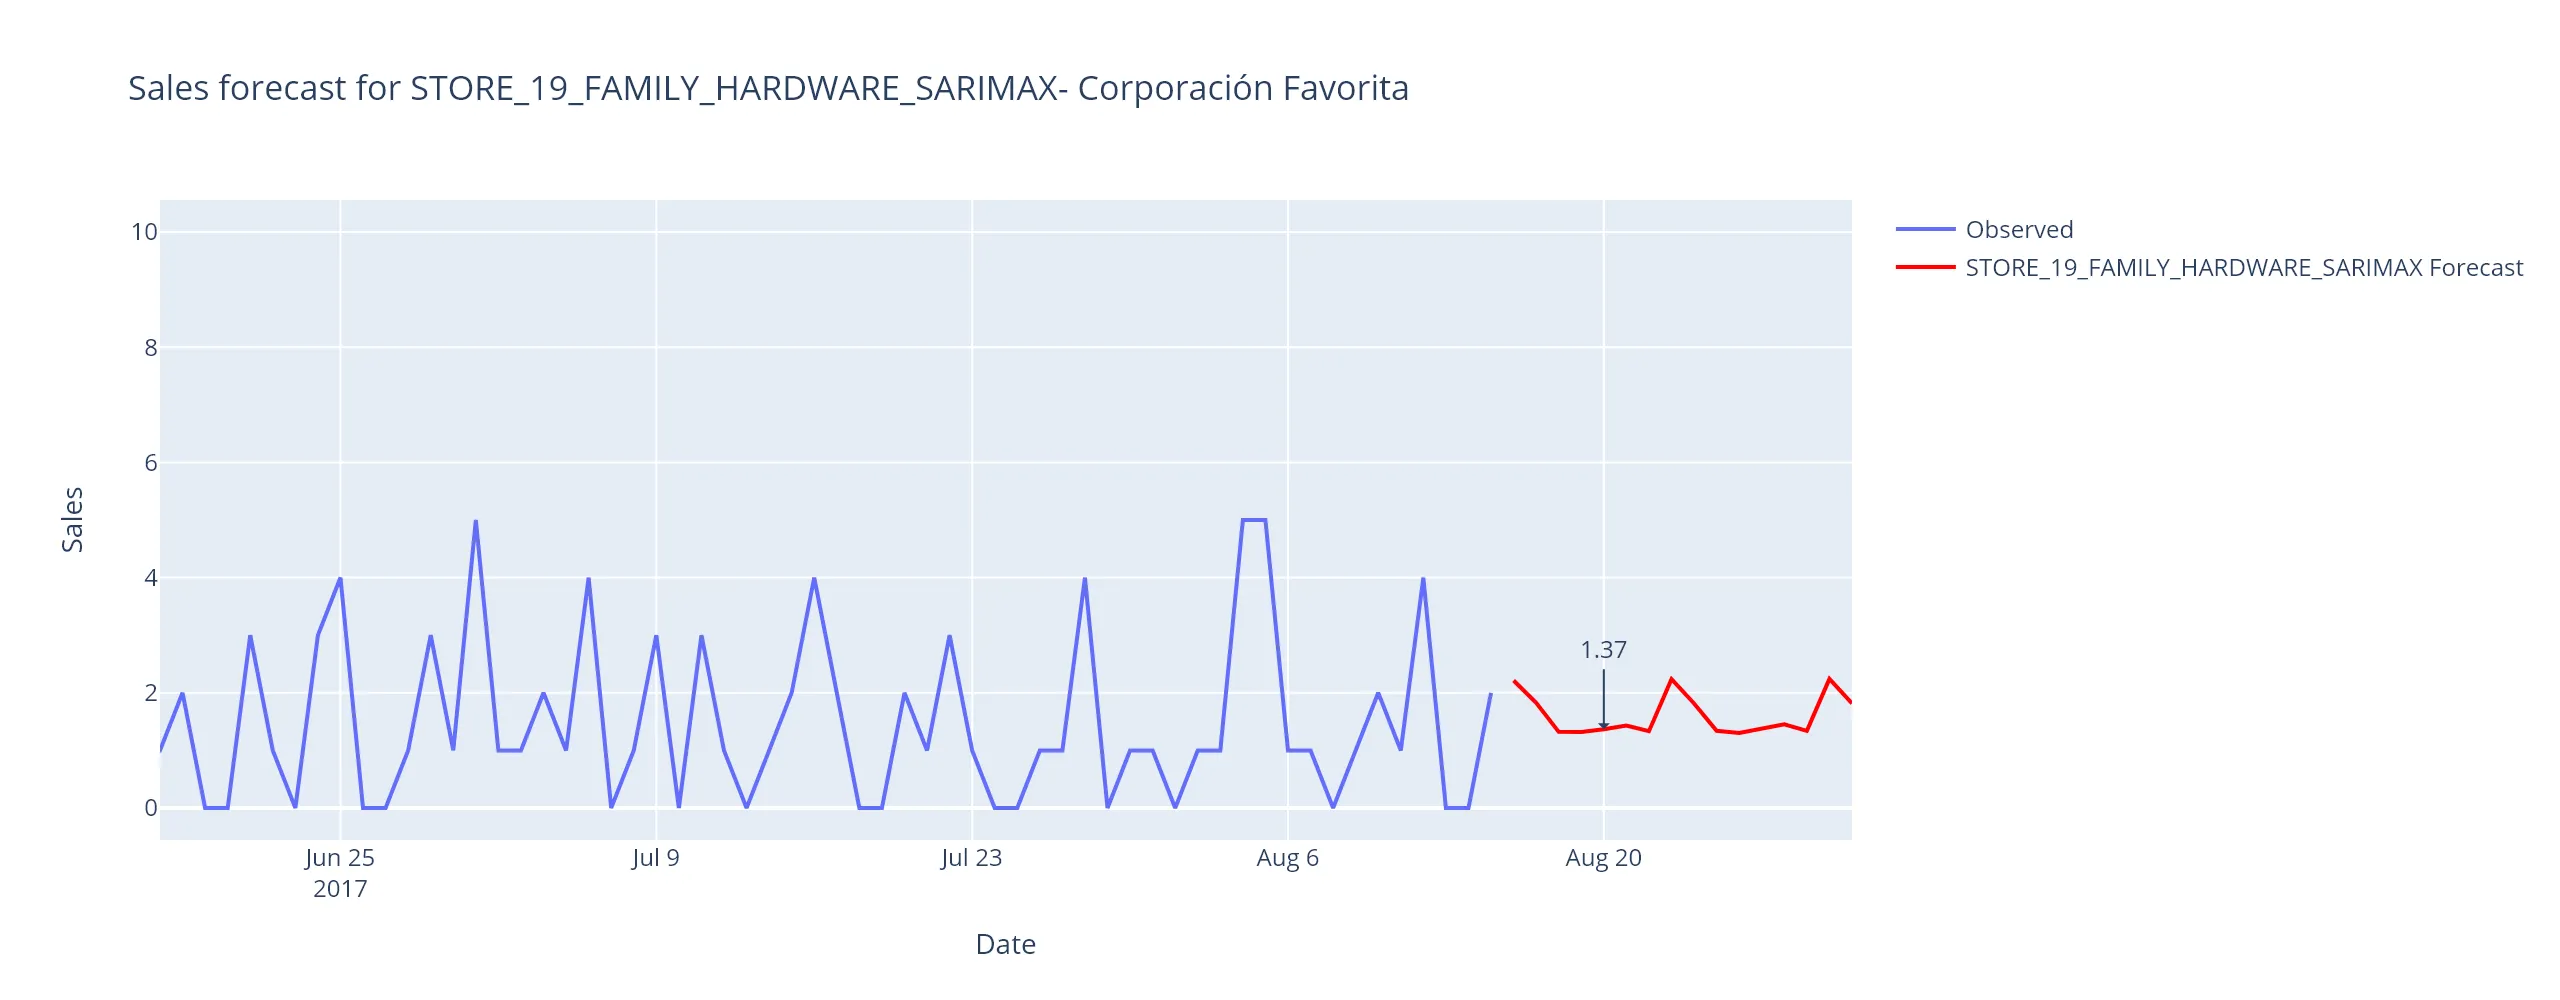 Sales forecast for STORE_19_FAMILY_HARDWARE_SARIMAX- Corporación Favorita
Observed
STORE_19_FAMILY_HARDWARE_SARIMAX Forecast
10
8
6
4
2
0
Sales
1.37
Jun 25
2017
Jul 9
Jul 23
Aug 6
Aug 20
Date